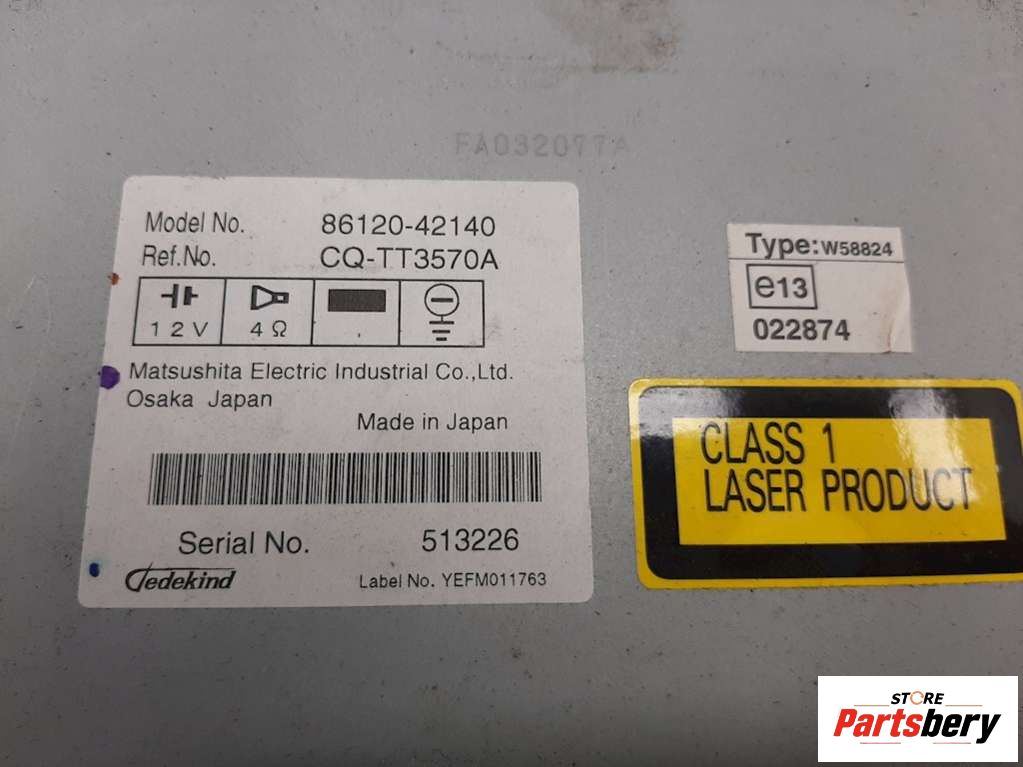 FA032077A
Model No. 86120-42140
Ref.No. CQ-TT3570A
12V 4Ω
Matsushita Electric Industrial Co.,Ltd.
Osaka Japan
Made in Japan
Serial No. 513226
Dedekind Label No. YEFM011763
Type:W58824
e13
022874
CLASS 1
LASER PRODUCT
STORE
Partsbery